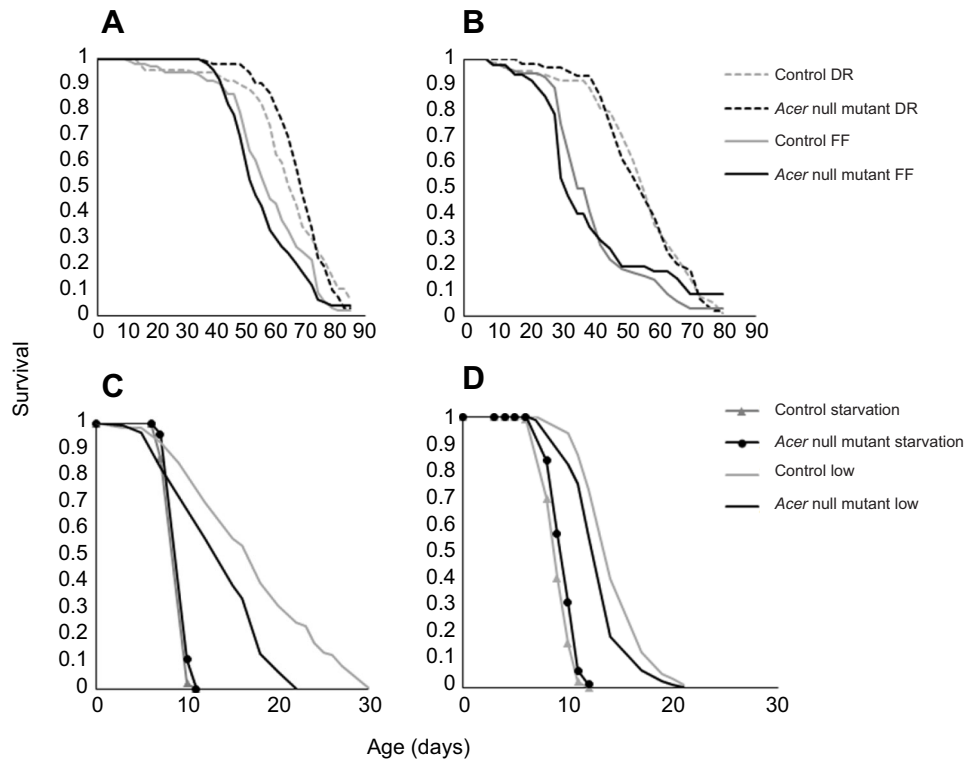 A
1
0.9
0.8
0.7
0.6
0.5
0.4
0.3
0.2
0.1
0
0 10 20 30 40 50 60 70 80 90
B
1
0.9
0.8
0.7
0.6
0.5
0.4
0.3
0.2
0.1
0
0 10 20 30 40 50 60 70 80 90
Control DR
Acer null mutant DR
Control FF
Acer null mutant FF
Survival
C
1
0.9
0.8
0.7
0.6
0.5
0.4
0.3
0.2
0.1
0
0 10 20 30
D
1
0.9
0.8
0.7
0.6
0.5
0.4
0.3
0.2
0.1
0
0 10 20 30
Control starvation
Acer null mutant starvation
Control low
Acer null mutant low
Age (days)